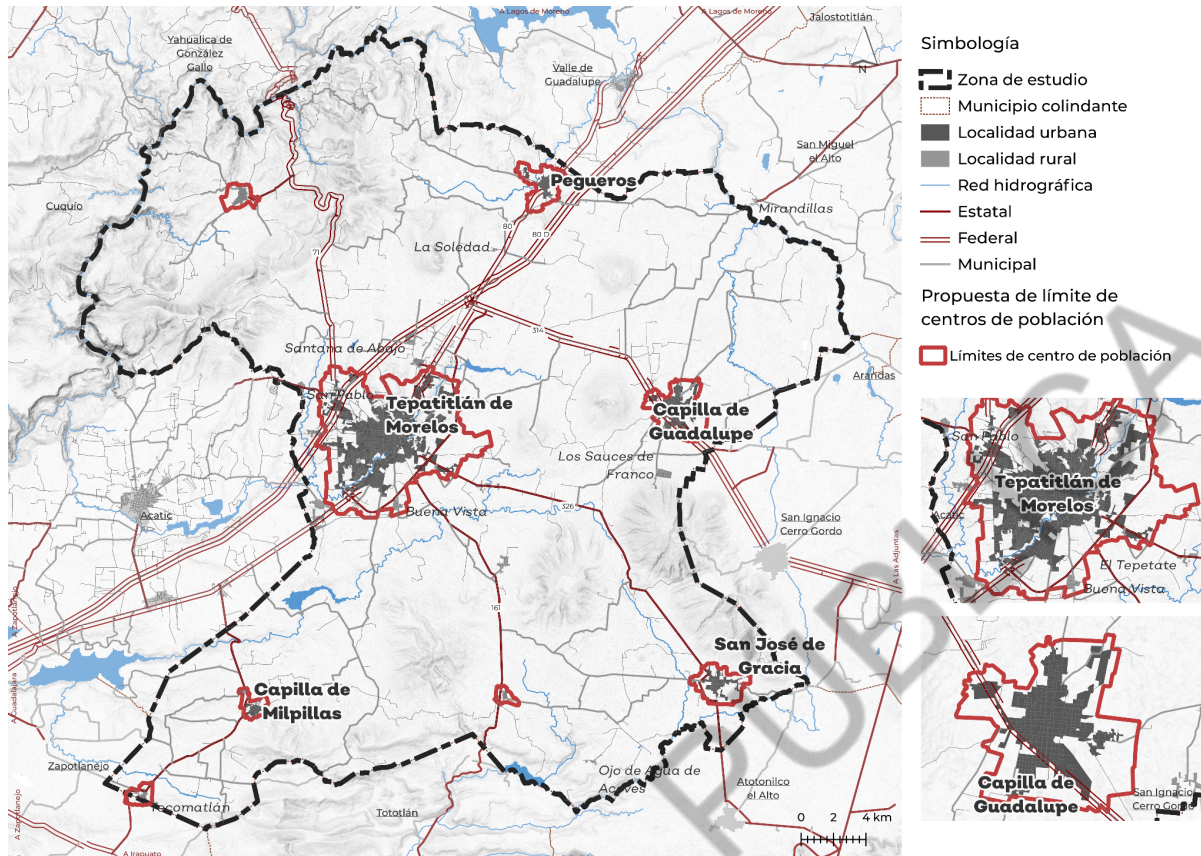 A Lagos de Moreno
A Lagos de Moreno
Jalostotitlán
Yahualica de
González
Gallo
Valle de
Guadalupe
N
San Miguel
el Alto
Pegueros
Cuquío
Mirandillas
La Soledad
80
80 D
71
314
Santana de Abajo
Arandas
San Pablo
Tepatitlán de
Morelos
Capilla de
Guadalupe
Los Sauces de
Franco
Acatic
Buena Vista
326
San Ignacio
Cerro Gordo
A Las Adjuntas
A Zapotlanejo
161
San José de
Gracia
A Guadalajara
Capilla de
Milpillas
Zapotlanejo
Tecomatlán
Ojo de Agua de
Aceves
Atotonilco
el Alto
Tototlán
A Zapotlanejo
A Irapuato
0 2 4 km
Simbología
Zona de estudio
Municipio colindante
Localidad urbana
Localidad rural
Red hidrográfica
Estatal
Federal
Municipal
Propuesta de límite de
centros de población
Límites de centro de población
San Pablo
Tepatitlán de
Morelos
Acatic
El Tepetate
Buena Vista
Capilla de
Guadalupe
San Ignacio
Cerro Gordo